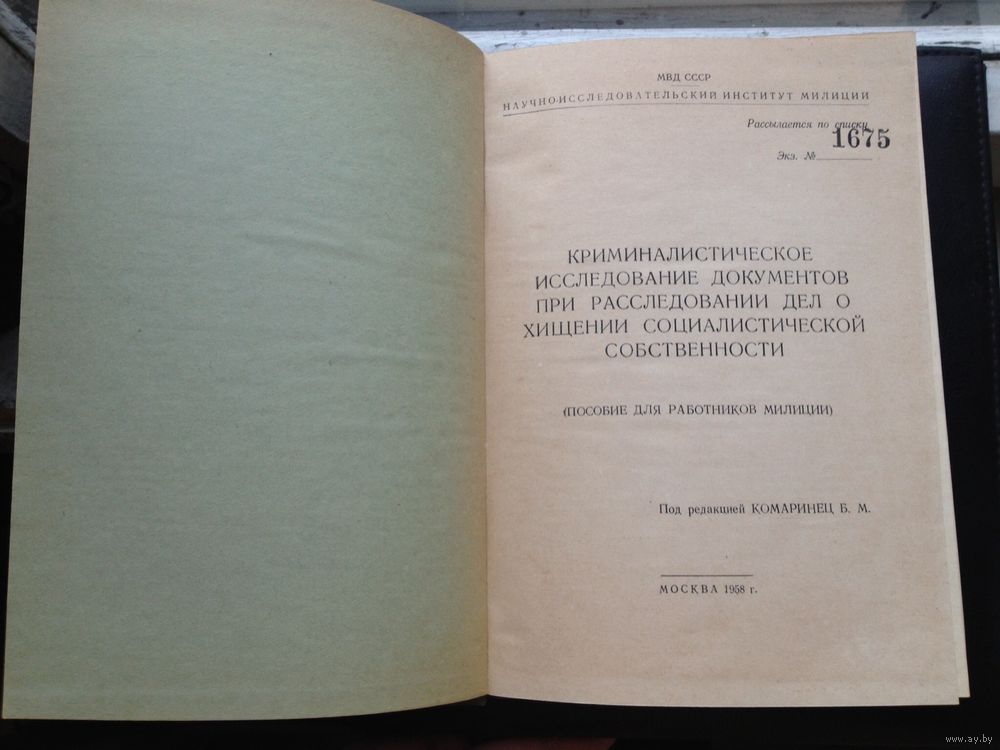 МВД СССР
НАУЧНО-ИССЛЕДОВАТЕЛЬСКИЙ ИНСТИТУТ МИЛИЦИИ
Рассылается по списку
1675
Экз. №
КРИМИНАЛИСТИЧЕСКОЕ
ИССЛЕДОВАНИЕ ДОКУМЕНТОВ
ПРИ РАССЛЕДОВАНИИ ДЕЛ О
ХИЩЕНИИ СОЦИАЛИСТИЧЕСКОЙ
СОБСТВЕННОСТИ
(ПОСОБИЕ ДЛЯ РАБОТНИКОВ МИЛИЦИИ)
Под редакцией КОМАРИНЕЦ Б. М.
МОСКВА 1958 г.
www.ay.by